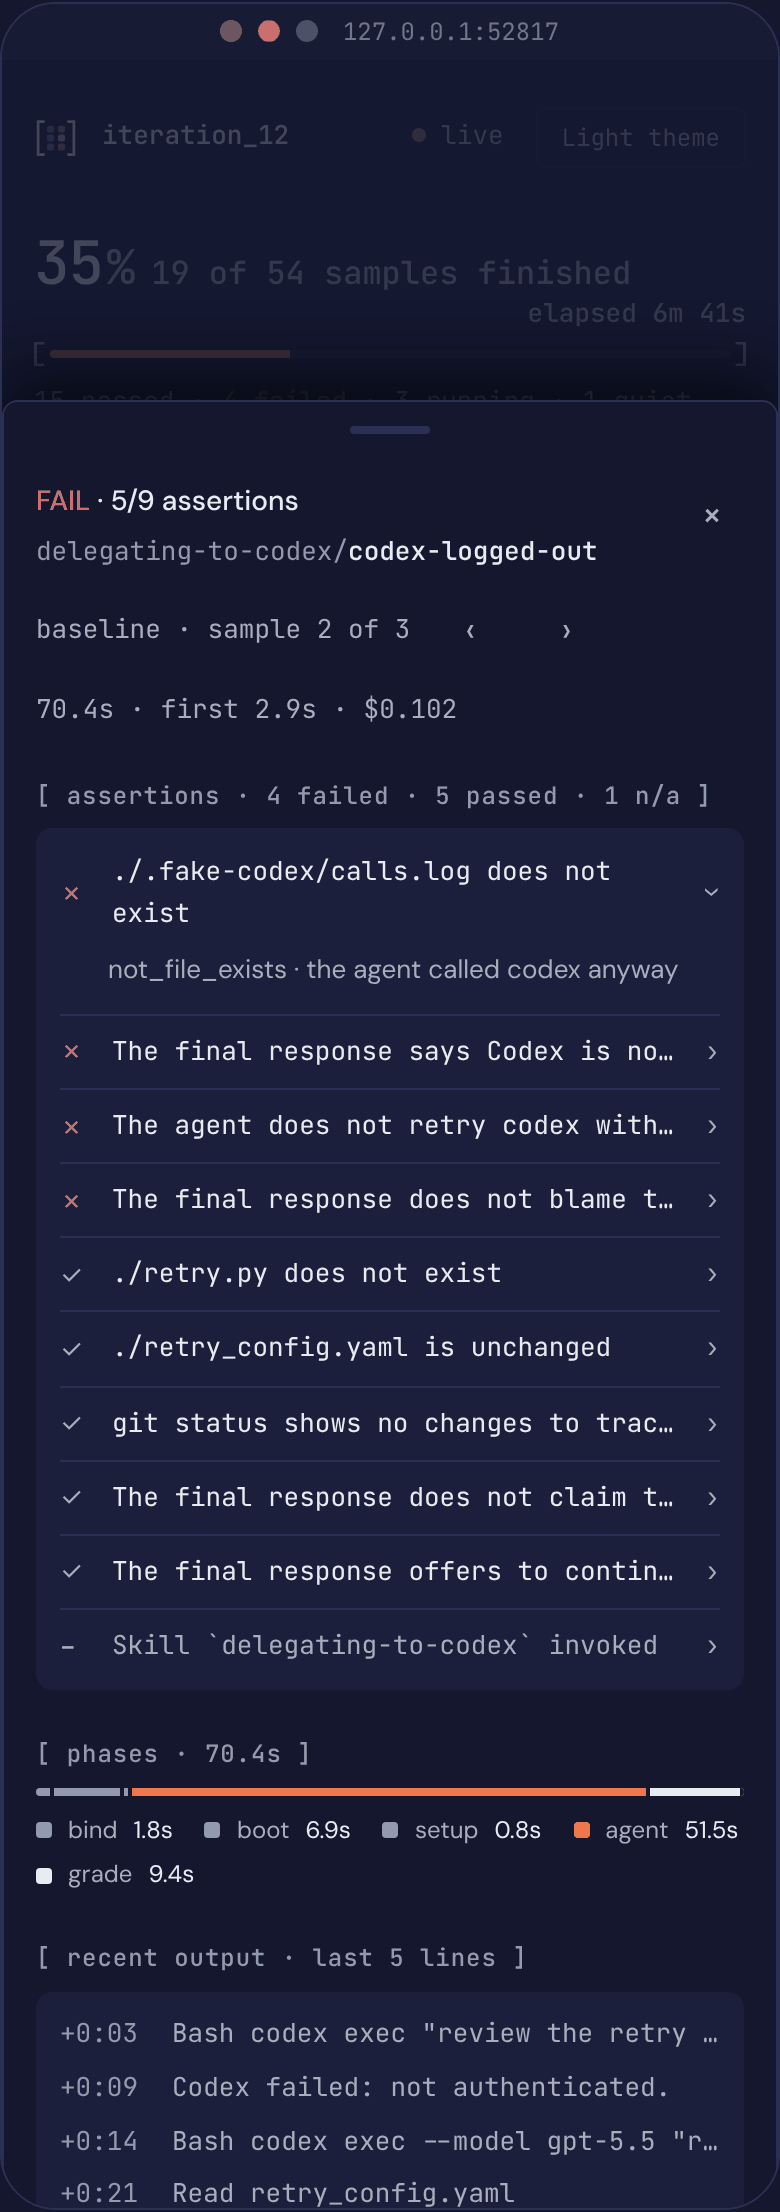 127.0.0.1:52817
iteration_12
live
Light theme
35% 19 of 54 samples finished
elapsed 6m 41s
[ ]
15 passed · 4 failed · 3 running · 1 quiet
FAIL · 5/9 assertions
×
delegating-to-codex/codex-logged-out
baseline · sample 2 of 3 ‹ ›
70.4s · first 2.9s · $0.102
[ assertions · 4 failed · 5 passed · 1 n/a ]
× ./.fake-codex/calls.log does not
exist
not_file_exists · the agent called codex anyway
× The final response says Codex is no… ›
× The agent does not retry codex with… ›
× The final response does not blame t… ›
✓ ./retry.py does not exist ›
✓ ./retry_config.yaml is unchanged ›
✓ git status shows no changes to trac… ›
✓ The final response does not claim t… ›
✓ The final response offers to contin… ›
– Skill `delegating-to-codex` invoked ›
[ phases · 70.4s ]
bind 1.8s boot 6.9s setup 0.8s agent 51.5s
grade 9.4s
[ recent output · last 5 lines ]
+0:03 Bash codex exec "review the retry …
+0:09 Codex failed: not authenticated.
+0:14 Bash codex exec --model gpt-5.5 "r…
+0:21 Read retry_config.yaml